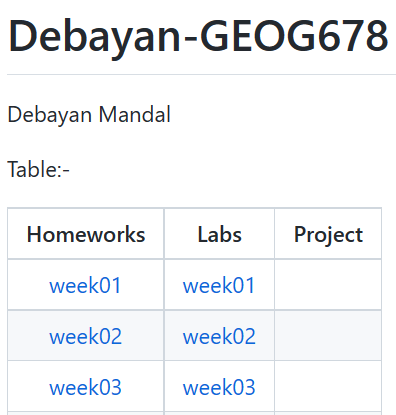 Debayan-GEOG678
Debayan Mandal
Table:-
Homeworks Labs Project
week01 week01
week02 week02
week03 week03